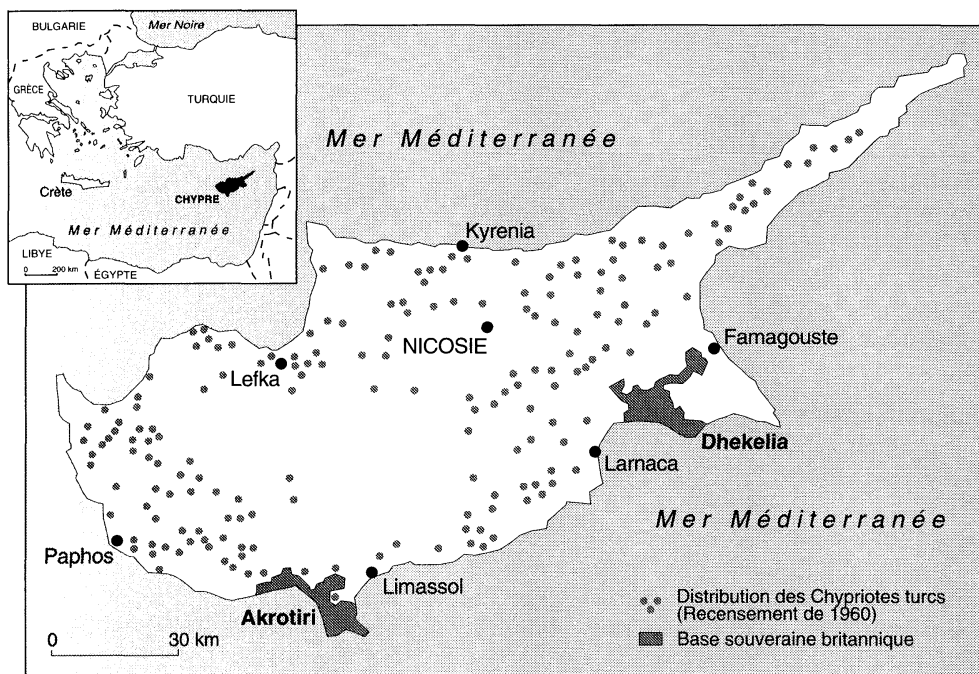 BULGARIE
Mer Noire
GRÈCE
TURQUIE
Crète
CHYPRE
Mer Méditerranée
LIBYE
0 200 km
ÉGYPTE
Mer Méditerranée
Kyrenia
NICOSIE
Famagouste
Lefka
Dhekelia
Larnaca
Mer Méditerranée
Paphos
Limassol
Akrotiri
0 30 km
Distribution des Chypriotes turcs
(Recensement de 1960)
Base souveraine britannique